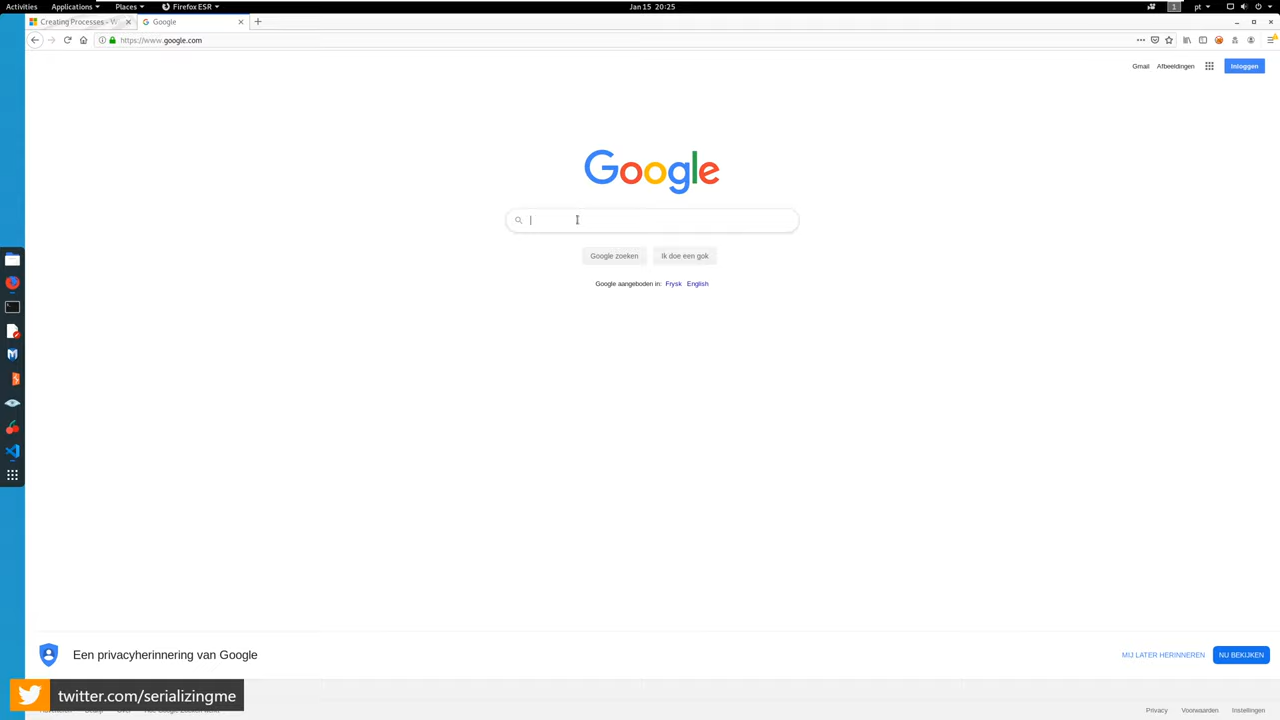 Activities Applications Places Firefox ESR Jan 15 20:25 1 pt
Creating Processes - W Google
https://www.google.com
Gmail Afbeeldingen Inloggen
Google
Google zoeken Ik doe een gok
Google aangeboden in: Frysk English
Een privacyherinnering van Google MIJ LATER HERINNEREN NU BEKIJKEN
twitter.com/serializingme
Privacy Voorwaarden Instellingen